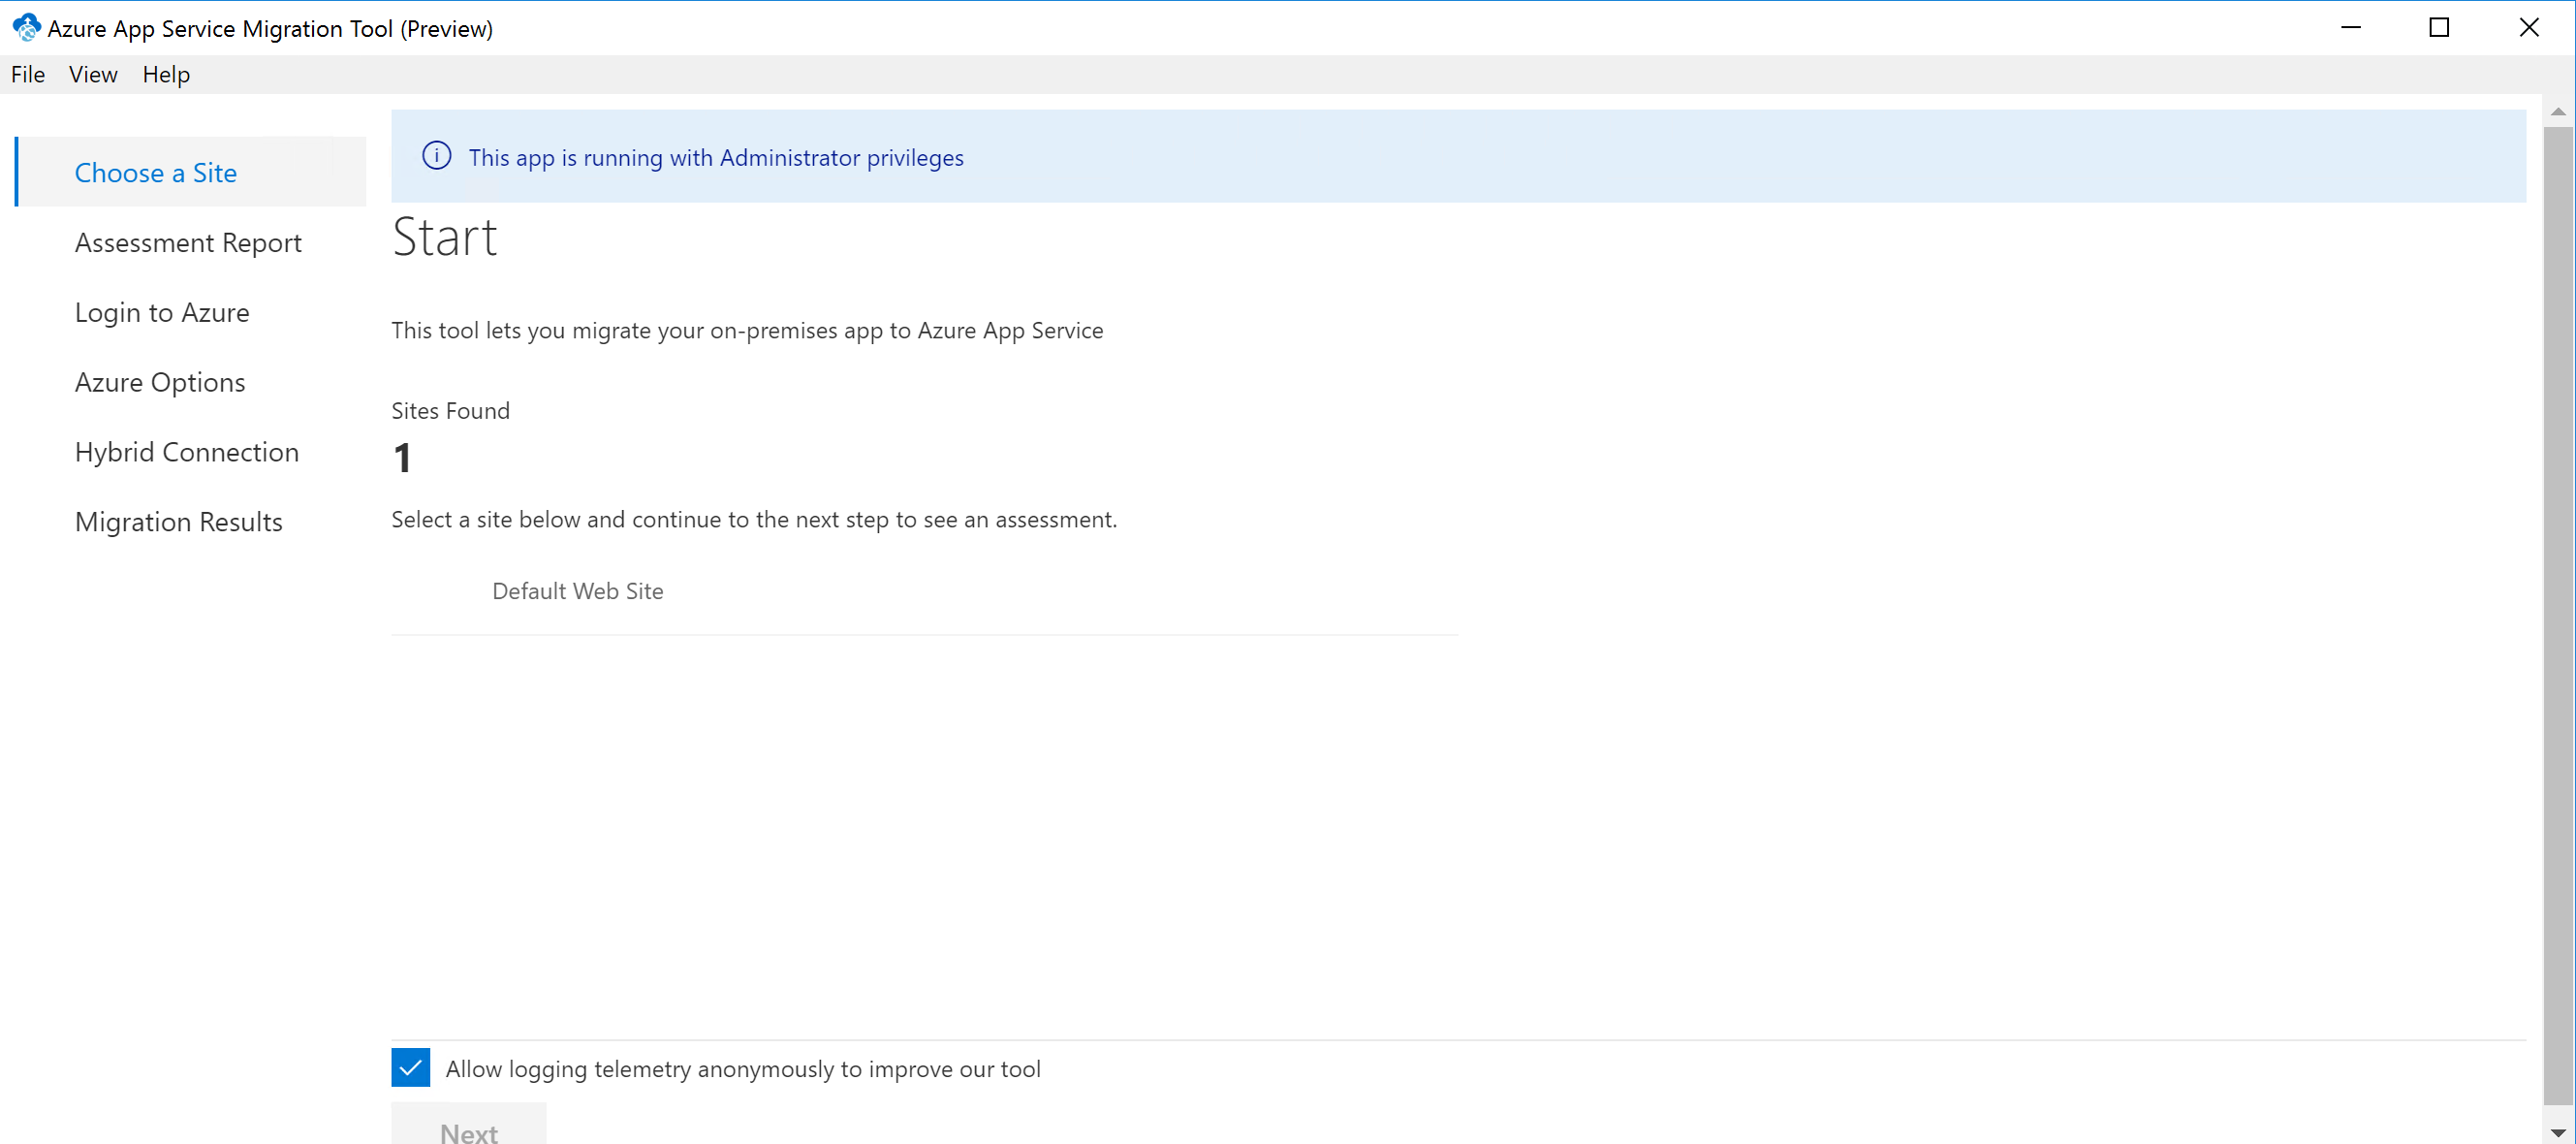 Azure App Service Migration Tool (Preview)
File View Help
Choose a Site
Assessment Report
Login to Azure
Azure Options
Hybrid Connection
Migration Results
This app is running with Administrator privileges
Start
This tool lets you migrate your on-premises app to Azure App Service
Sites Found
1
Select a site below and continue to the next step to see an assessment.
Default Web Site
Allow logging telemetry anonymously to improve our tool
Next